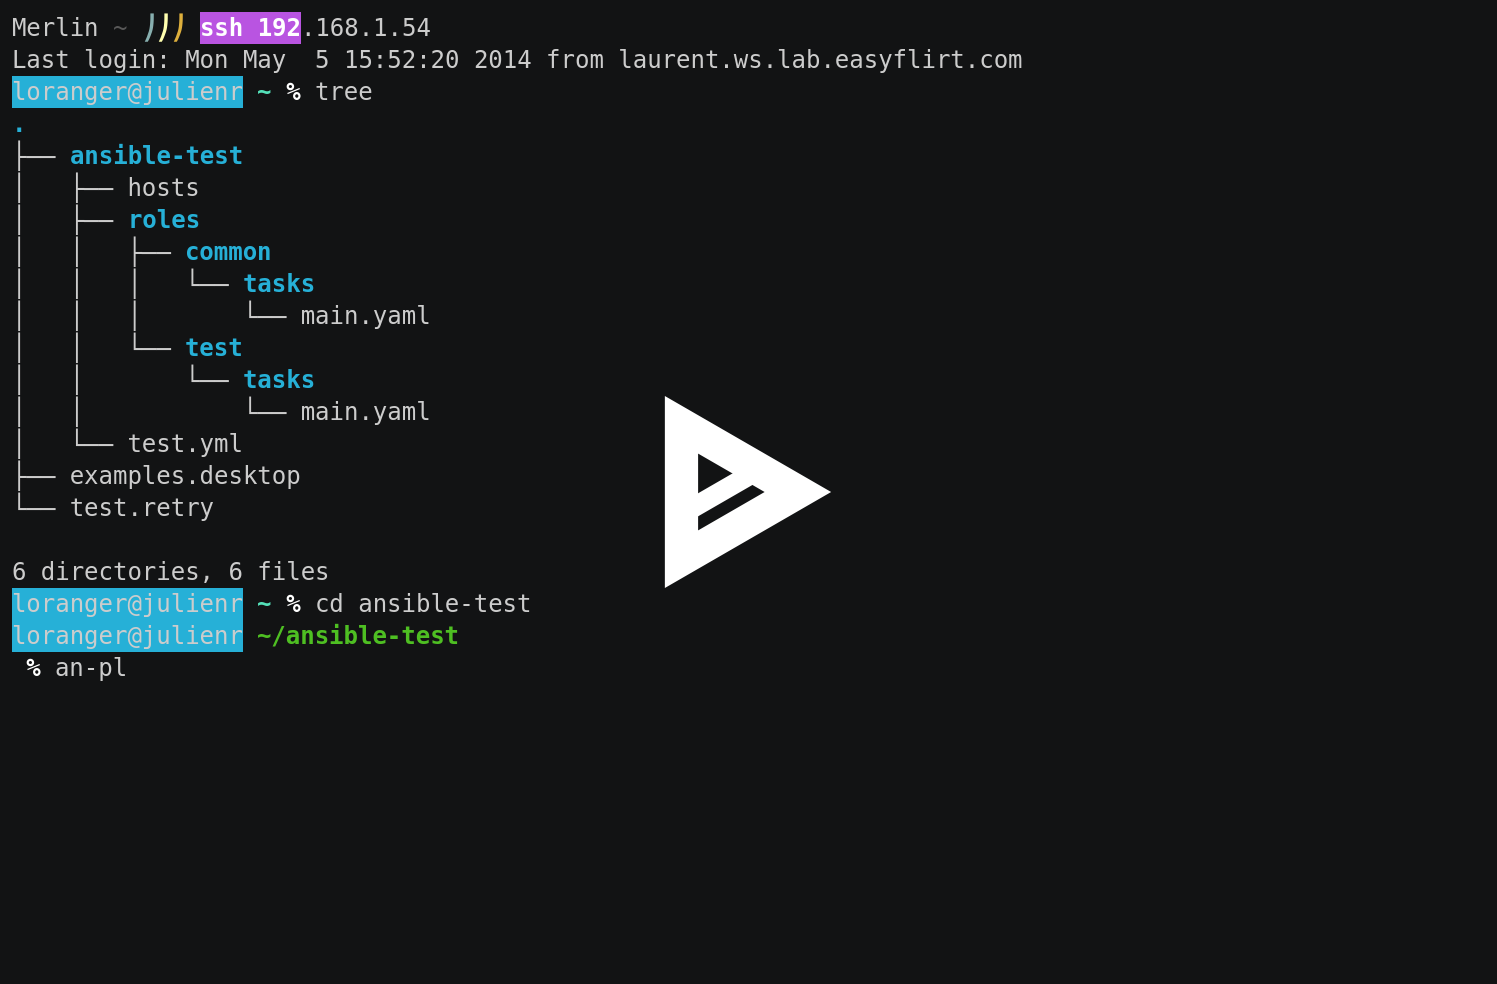 Merlin ~ ))) ssh 192.168.1.54
Last login: Mon May  5 15:52:20 2014 from laurent.ws.lab.easyflirt.com
loranger@julienr ~ % tree
.
├── ansible-test
│   ├── hosts
│   ├── roles
│   │   ├── common
│   │   │   └── tasks
│   │   │       └── main.yaml
│   │   └── test
│   │       └── tasks
│   │           └── main.yaml
│   └── test.yml
├── examples.desktop
└── test.retry

6 directories, 6 files
loranger@julienr ~ % cd ansible-test
loranger@julienr ~/ansible-test
 % an-pl